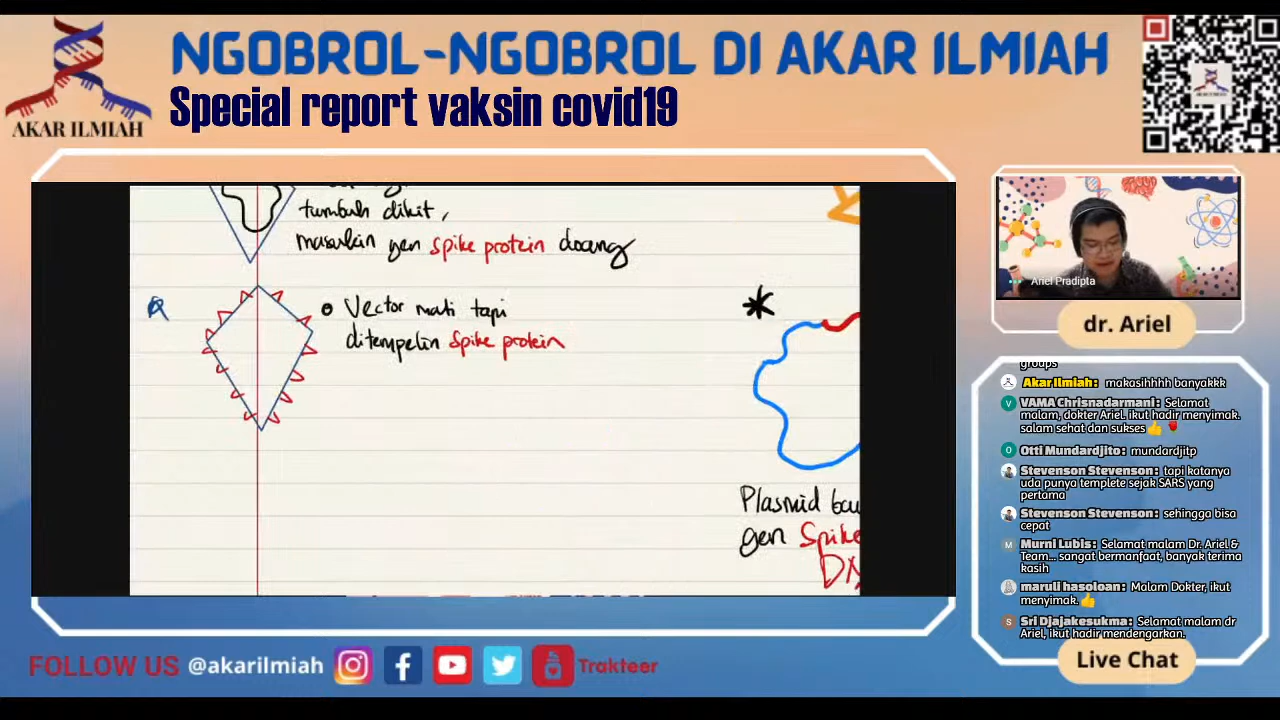 NGOBROL-NGOBROL DI AKAR ILMIAH
Special report vaksin covid19
AKAR ILMIAH
tumbuh dikit,
masukin gen spike protein doang
Vector mati tapi
ditempelin spike protein
Plasmid
gen Spike
Ariel Pradipta
dr. Ariel
groups
Akar Ilmiah: makasihhhh banyakkk
V VAMA Chrisnadarmani: Selamat
malam, dokter Ariel. ikut hadir menyimak.
salam sehat dan sukses👍🌹
O Otti Mundardjito: mundardjitp
Stevenson Stevenson: tapi katanya
uda punya templete sejak SARS yang
pertama
Stevenson Stevenson: sehingga bisa
cepat
M Murni Lubis: Selamat malam Dr. Ariel &
Team... sangat bermanfaat, banyak terima
kasih
maruli hasoloan: Malam Dokter, ikut
menyimak.👍
S Sri Djajakesukma: Selamat malam dr
Ariel, ikut hadir mendengarkan.
Live Chat
FOLLOW US @akarilmiah Trakteer